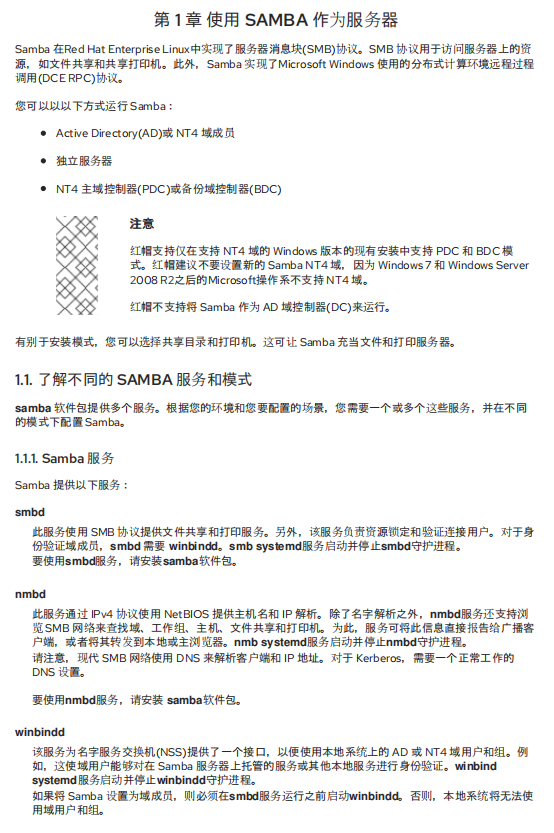 第 1 章 使用 SAMBA 作为服务器
Samba 在Red Hat Enterprise Linux中实现了服务器消息块(SMB)协议。SMB 协议用于访问服务器上的资
源，如文件共享和共享打印机。此外，Samba 实现了Microsoft Windows 使用的分布式计算环境远程过程
调用(DCE RPC)协议。
您可以以以下方式运行 Samba：
● Active Directory(AD)或 NT4 域成员
● 独立服务器
● NT4 主域控制器(PDC)或备份域控制器(BDC)
注意
红帽支持仅在支持 NT4 域的 Windows 版本的现有安装中支持 PDC 和 BDC 模
式。红帽建议不要设置新的 Samba NT4 域，因为 Windows 7 和 Windows Server
2008 R2之后的Microsoft操作系不支持 NT4 域。
红帽不支持将 Samba 作为 AD 域控制器(DC)来运行。
有别于安装模式，您可以选择共享目录和打印机。这可让 Samba 充当文件和打印服务器。
1.1. 了解不同的 SAMBA 服务和模式
samba 软件包提供多个服务。根据您的环境和您要配置的场景，您需要一个或多个这些服务，并在不同
的模式下配置 Samba。
1.1.1. Samba 服务
Samba 提供以下服务：
smbd
此服务使用 SMB 协议提供文件共享和打印服务。另外，该服务负责资源锁定和验证连接用户。对于身
份验证域成员，smbd 需要 winbindd。smb systemd服务启动并停止smbd守护进程。
要使用smbd服务，请安装samba软件包。
nmbd
此服务通过 IPv4 协议使用 NetBIOS 提供主机名和 IP 解析。除了名字解析之外，nmbd服务还支持浏
览 SMB 网络来查找域、工作组、主机、文件共享和打印机。为此，服务可将此信息直接报告给广播客
户端，或者将其转发到本地或主浏览器。nmb systemd服务启动并停止nmbd守护进程。
请注意，现代 SMB 网络使用 DNS 来解析客户端和 IP 地址。对于 Kerberos，需要一个正常工作的
DNS 设置。
要使用nmbd服务，请安装 samba软件包。
winbindd
该服务为名字服务交换机(NSS)提供了一个接口，以便使用本地系统上的 AD 或 NT4 域用户和组。例
如，这使域用户能够对在 Samba 服务器上托管的服务或其他本地服务进行身份验证。winbind
systemd服务启动并停止winbindd守护进程。
如果将 Samba 设置为域成员，则必须在smbd服务运行之前启动winbindd。否则，本地系统将无法使
用域用户和组。